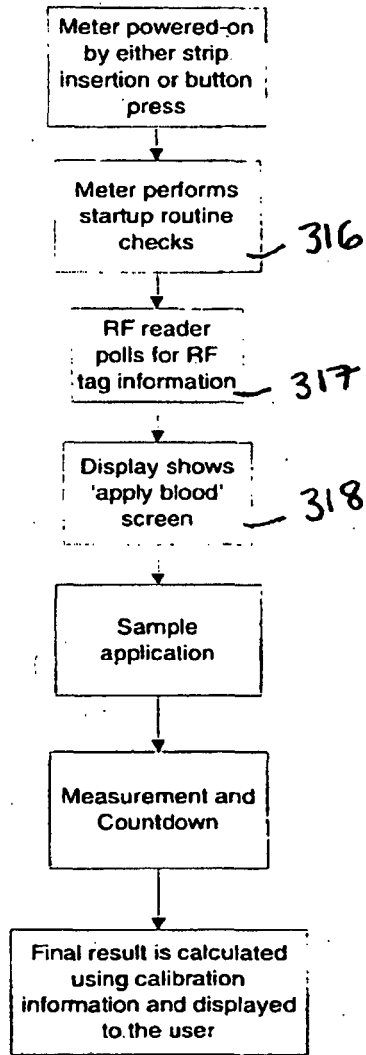 Meter powered-on
by either strip
insertion or button
press
Meter performs
startup routine
checks
316
RF reader
polls for RF
tag information
317
Display shows
'apply blood'
screen
318
Sample
application
Measurement and
Countdown
Final result is calculated
using calibration
information and displayed
to the user